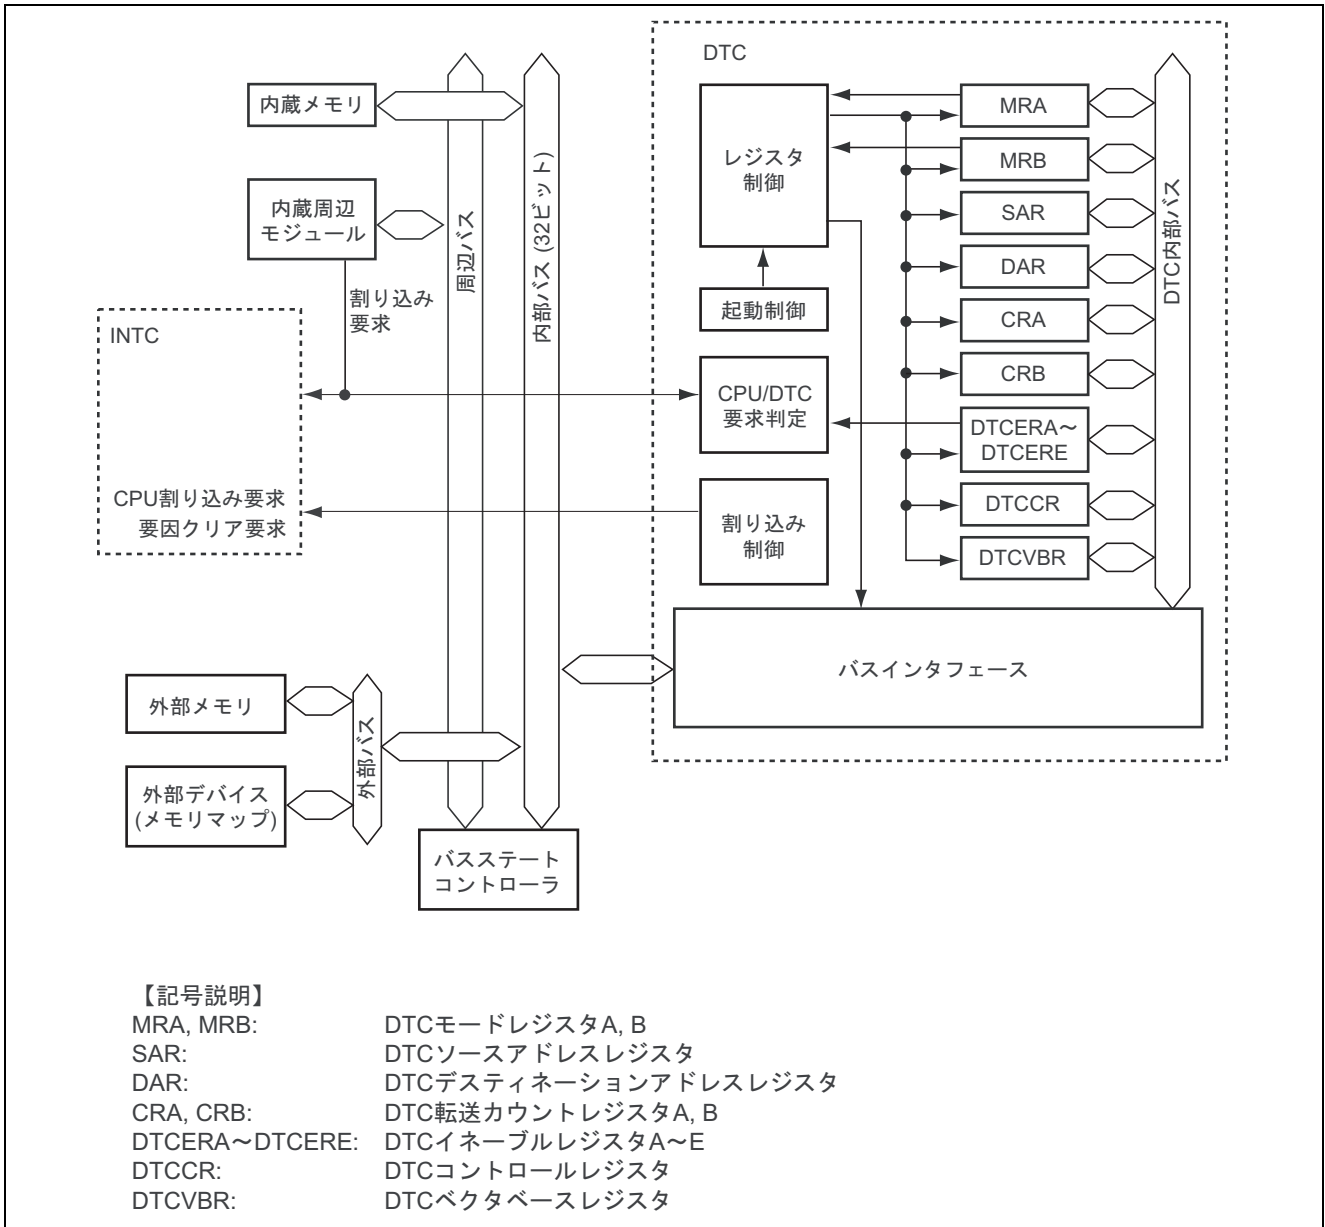 DTC
内蔵メモリ
内蔵周辺
モジュール
割り込み
要求
周辺バス
内部バス (32ビット)
INTC
CPU割り込み要求
要因クリア要求
レジスタ
制御
起動制御
CPU/DTC
要求判定
割り込み
制御
MRA
MRB
SAR
DAR
CRA
CRB
DTCERA～
DTCERE
DTCCR
DTCVBR
DTC内部バス
バスインタフェース
外部メモリ
外部デバイス
(メモリマップ)
外部バス
バスステート
コントローラ
【記号説明】
MRA, MRB: DTCモードレジスタA, B
SAR: DTCソースアドレスレジスタ
DAR: DTCデスティネーションアドレスレジスタ
CRA, CRB: DTC転送カウントレジスタA, B
DTCERA～DTCERE: DTCイネーブルレジスタA～E
DTCCR: DTCコントロールレジスタ
DTCVBR: DTCベクタベースレジスタ